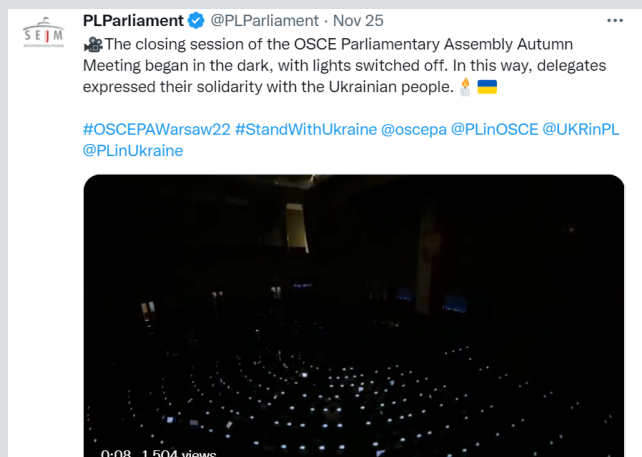 PLParliament @PLParliament · Nov 25
SEJM
🎥The closing session of the OSCE Parliamentary Assembly Autumn
Meeting began in the dark, with lights switched off. In this way, delegates
expressed their solidarity with the Ukrainian people.🕯️ 🇺🇦
#OSCEPAWarsaw22 #StandWithUkraine @oscepa @PLinOSCE @UKRinPL
@PLinUkraine
0:08 1,504 views